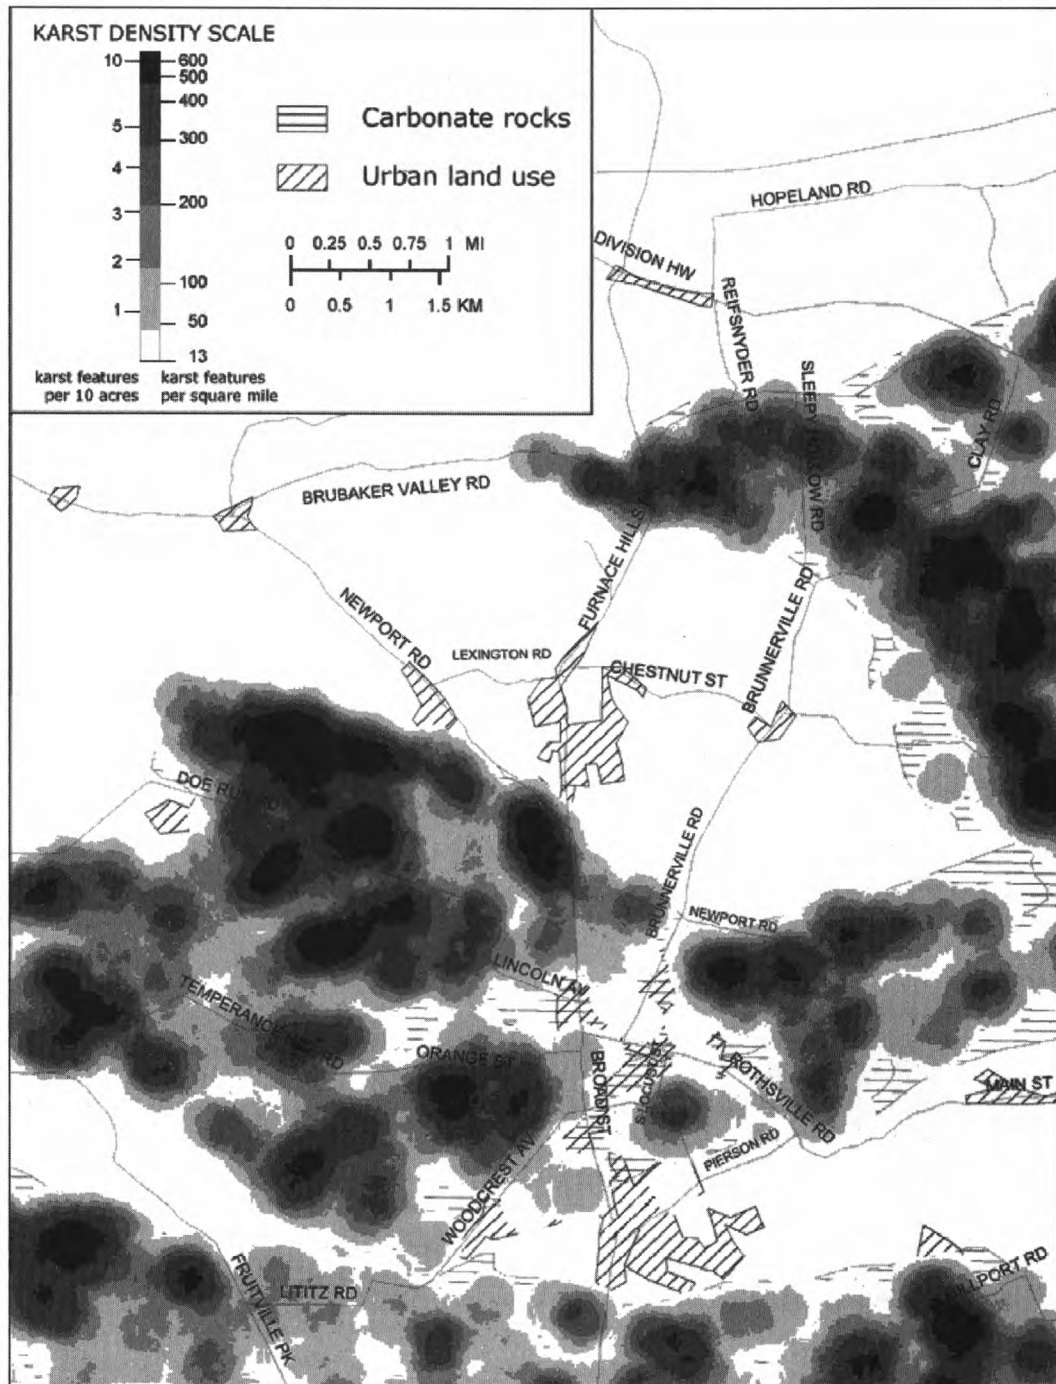 KARST DENSITY SCALE
10
600
500
400
5
300
4
3
200
2
100
1
50
13
karst features
per 10 acres
karst features
per square mile
Carbonate rocks
Urban land use
0 0.25 0.5 0.75 1 MI
0 0.5 1 1.5 KM
HOPELAND RD
DIVISION HW
REIFSNYDER RD
SLEEPY HOLLOW RD
CLAY RD
BRUBAKER VALLEY RD
FURNACE HILLS
NEWPORT RD
LEXINGTON RD
CHESTNUT ST
BRUNNERVILLE RD
DOE RUN RD
BRUNNERVILLE RD
NEWPORT RD
LINCOLN AV
TEMPERANCE RD
ORANGE ST
BROAD ST
S LOCUST ST
ROTHSVILLE RD
MAIN ST
PIERSON RD
WOODCREST AV
FRUITVILLE PK
LITITZ RD
RD